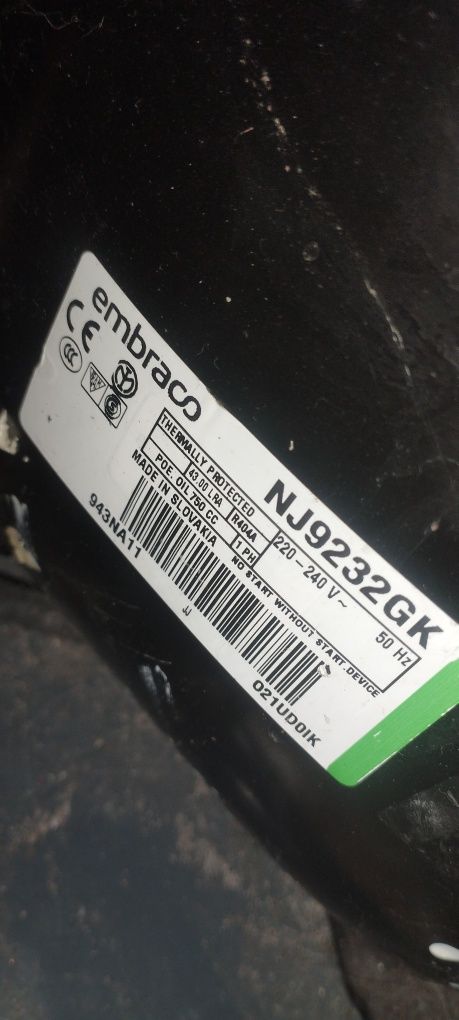 embraco
NJ9232GK
THERMALLY PROTECTED
220 - 240 V ~ 50 Hz
43.00 LRA R404A
POE. OIL 750 CC 1 PH
MADE IN SLOVAKIA NO START WITHOUT START.DEVICE
943NA11
JJ
021UD0IK